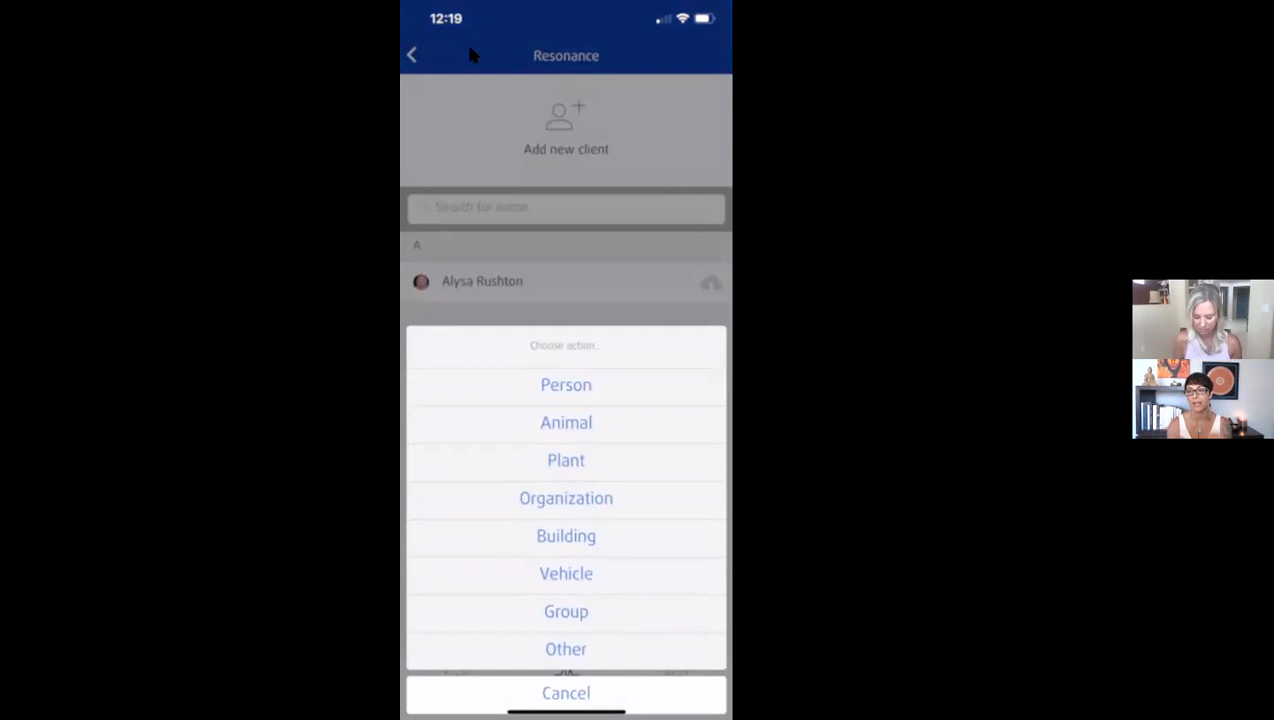 12:19
Resonance
Add new client
Search for name
A
Alysa Rushton
Choose action...
Person
Animal
Plant
Organization
Building
Vehicle
Group
Other
Cancel